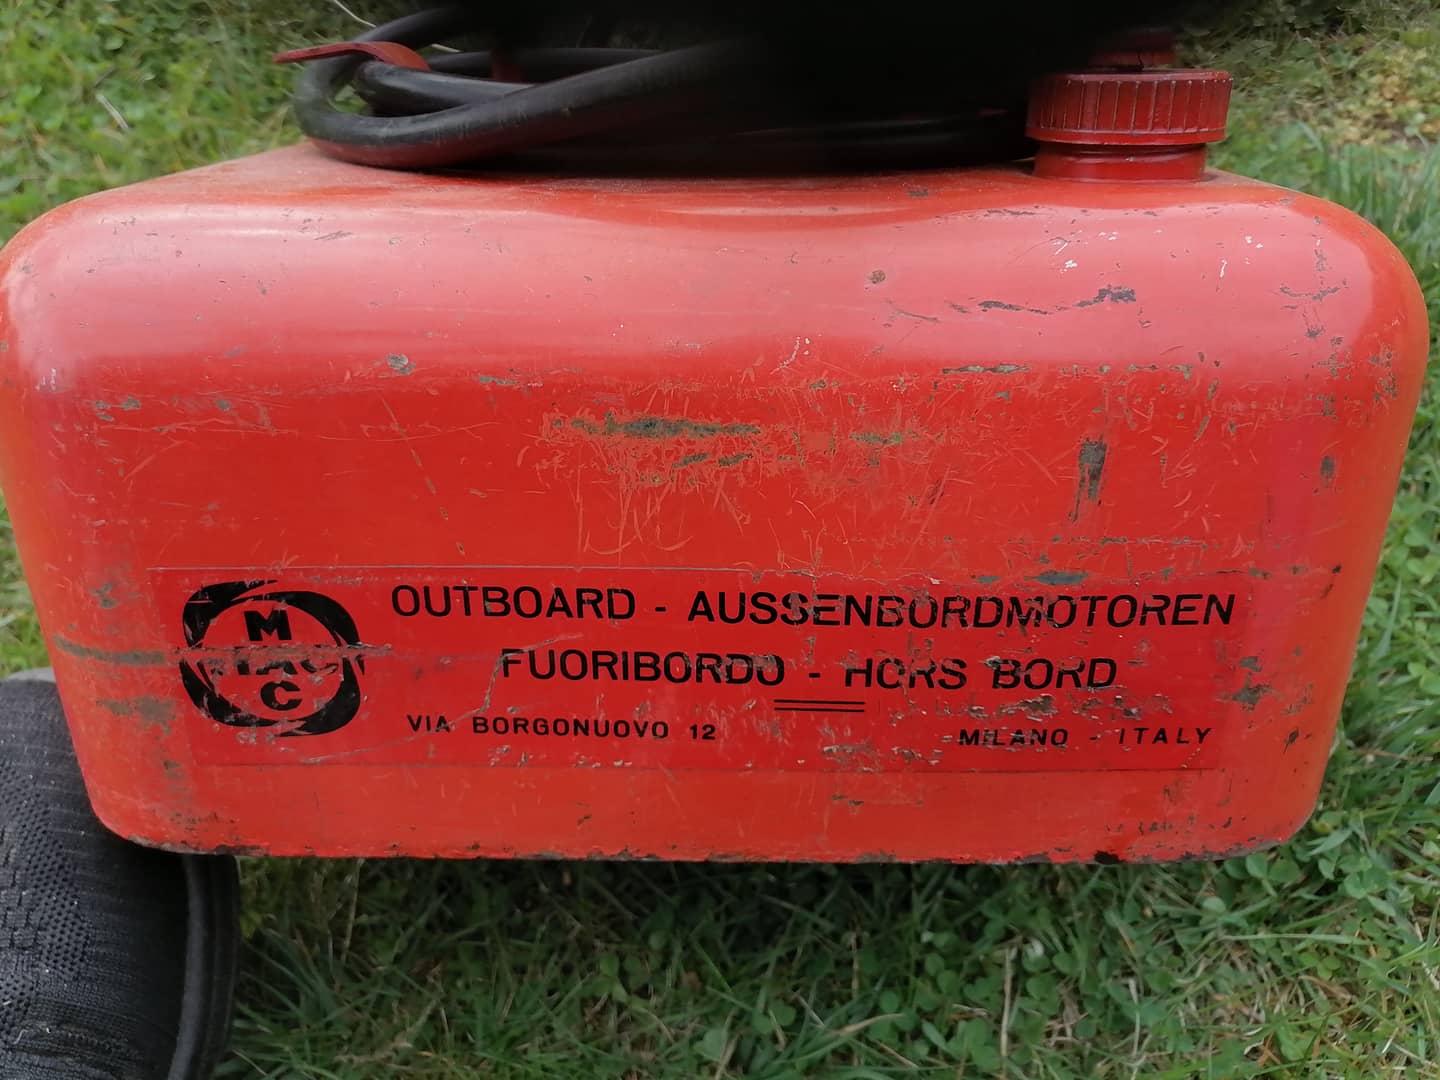 M
C
OUTBOARD - AUSSENBORDMOTOREN
FUORIBORDO - HORS BORD
VIA BORGONUOVO 12 MILANO - ITALY